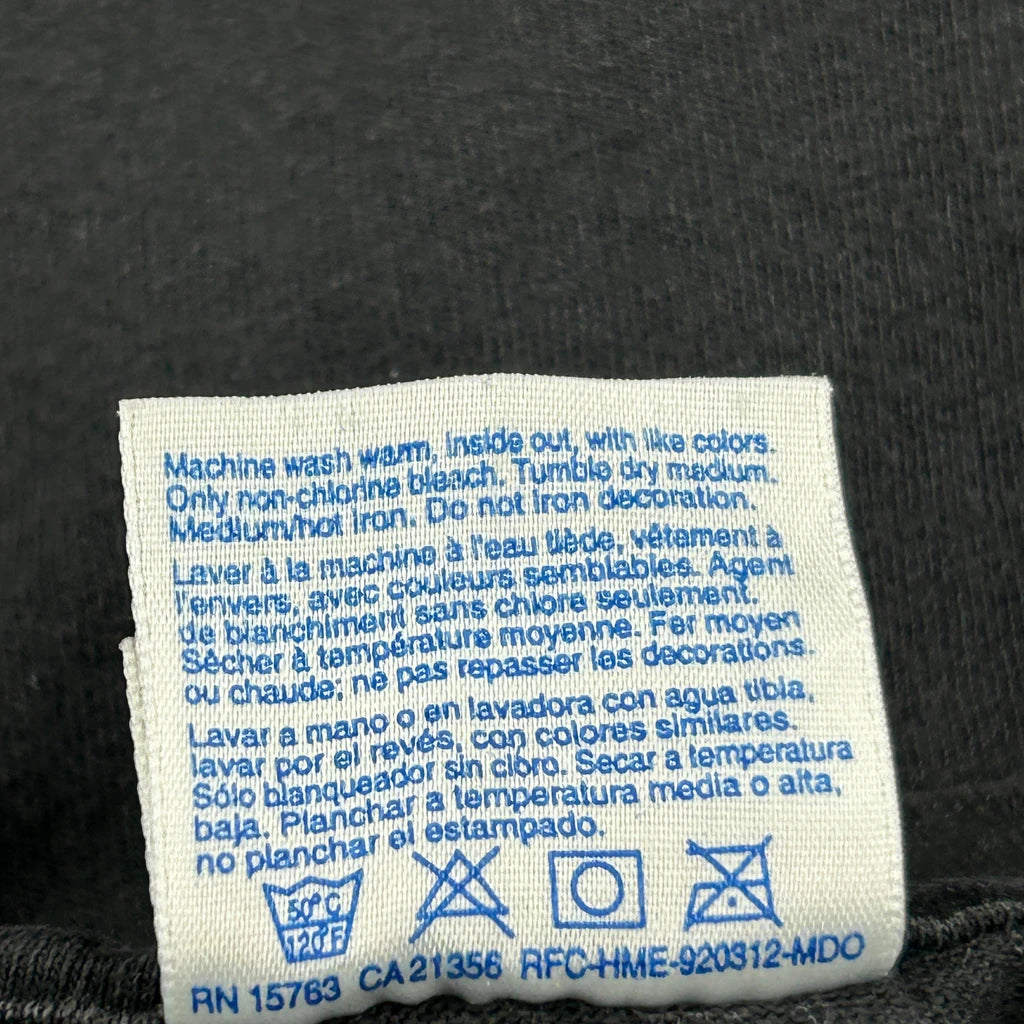 Machine wash warm, inside out, with like colors.
Only non-chlorine bleach. Tumble dry medium.
Medium/hot iron. Do not iron decoration.
Laver à la machine à l'eau tiède, vêtement à
l'envers, avec couleurs semblables. Agent
de blanchiment sans chlore seulement.
Sécher à température moyenne. Fer moyen
ou chaude; ne pas repasser les decorations.
Lavar a mano o en lavadora con agua tibia,
lavar por el revés, con colores similares.
Sólo blanqueador sin cloro. Secar a temperatura
baja. Planchar a temperatura media o alta,
no planchar el estampado.
50°C
120°F
RN 15763 CA21356 RFC-HME-920312-MDO